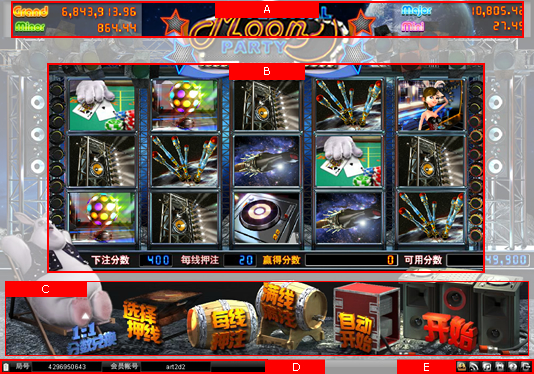 A
Grand 6,843,913.96
Major 10,805.42
Minor 864.44
Mini 27.49
Moon
PARTY
B
下注分数 400 每线押注 20 赢得分数 0 可用分数 49,900
C
1:1
分数兑换
选择
押线
每线
押注
满线
押注
自动
开始
开始
局号 4296950643 会员账号 art2d2
D
E